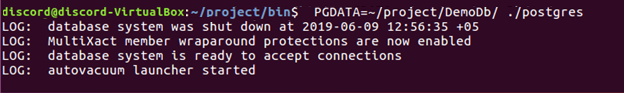 discord@discord-VirtualBox:~/project/bin$ PGDATA=~/project/DemoDb/ ./postgres
LOG:  database system was shut down at 2019-06-09 12:56:35 +05
LOG:  MultiXact member wraparound protections are now enabled
LOG:  database system is ready to accept connections
LOG:  autovacuum launcher started